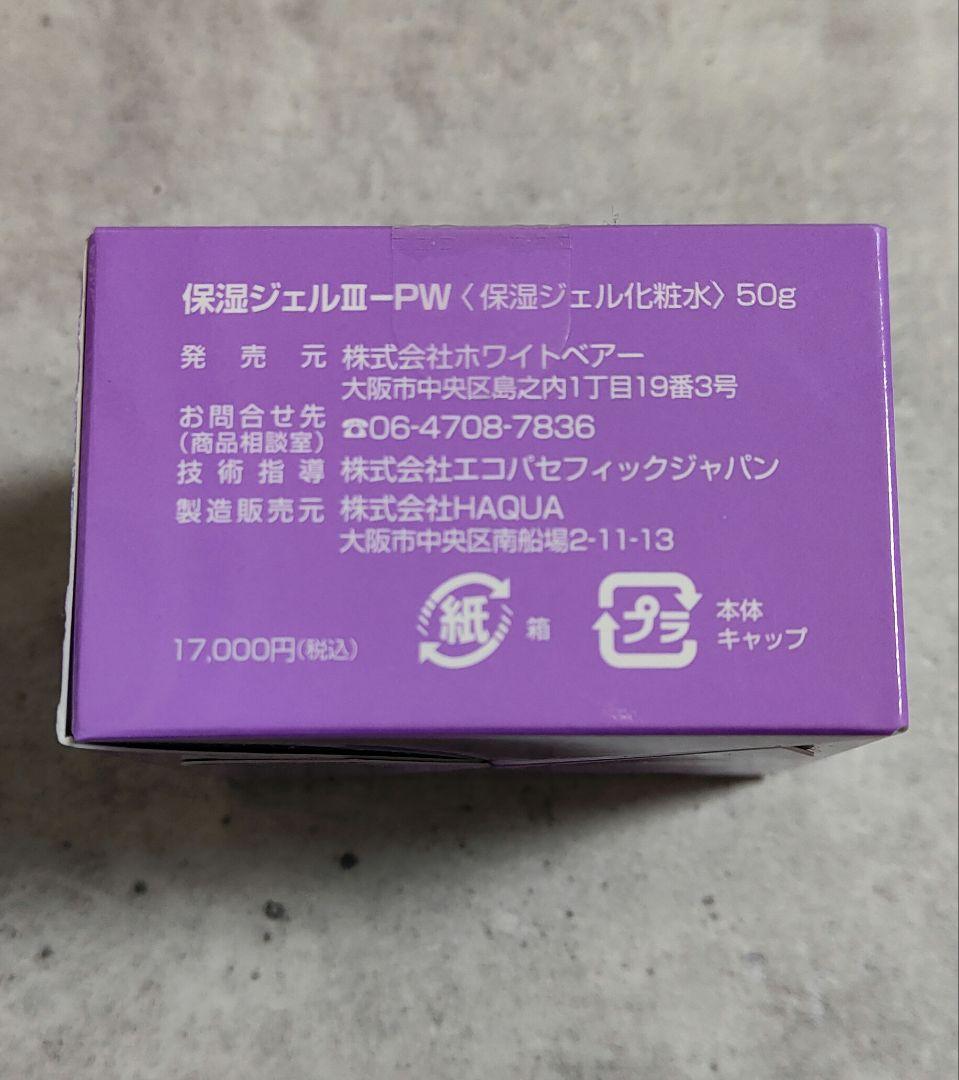 保湿ジェルⅢーPW〈保湿ジェル化粧水〉50g
発売元 株式会社ホワイトベアー
大阪市中央区島之内1丁目19番3号
お問合せ先 ☎06-4708-7836
(商品相談室)
技術指導 株式会社エコパセフィックジャパン
製造販売元 株式会社HAQUA
大阪市中央区南船場2-11-13
17,000円(税込)
紙 箱
プラ 本体
キャップ